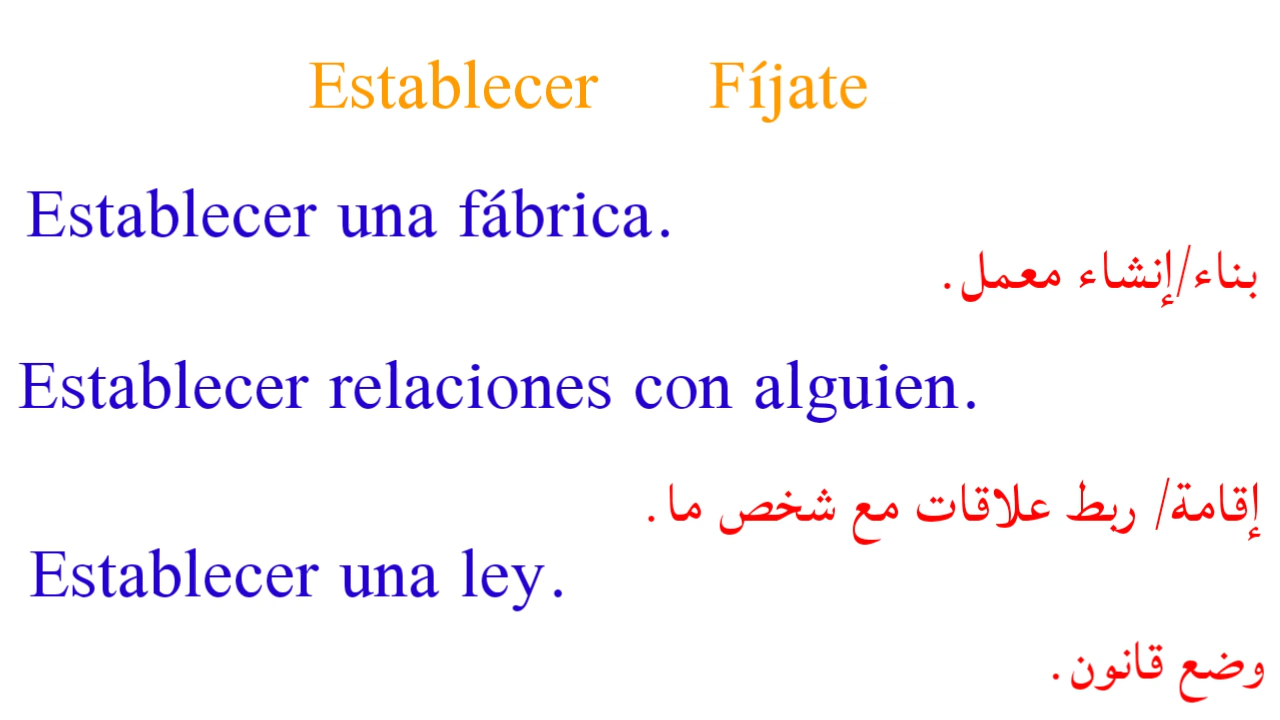 Establecer Fíjate
Establecer una fábrica.
بناء/إنشاء معمل.
Establecer relaciones con alguien.
إقامة/ ربط علاقات مع شخص ما.
Establecer una ley.
وضع قانون.